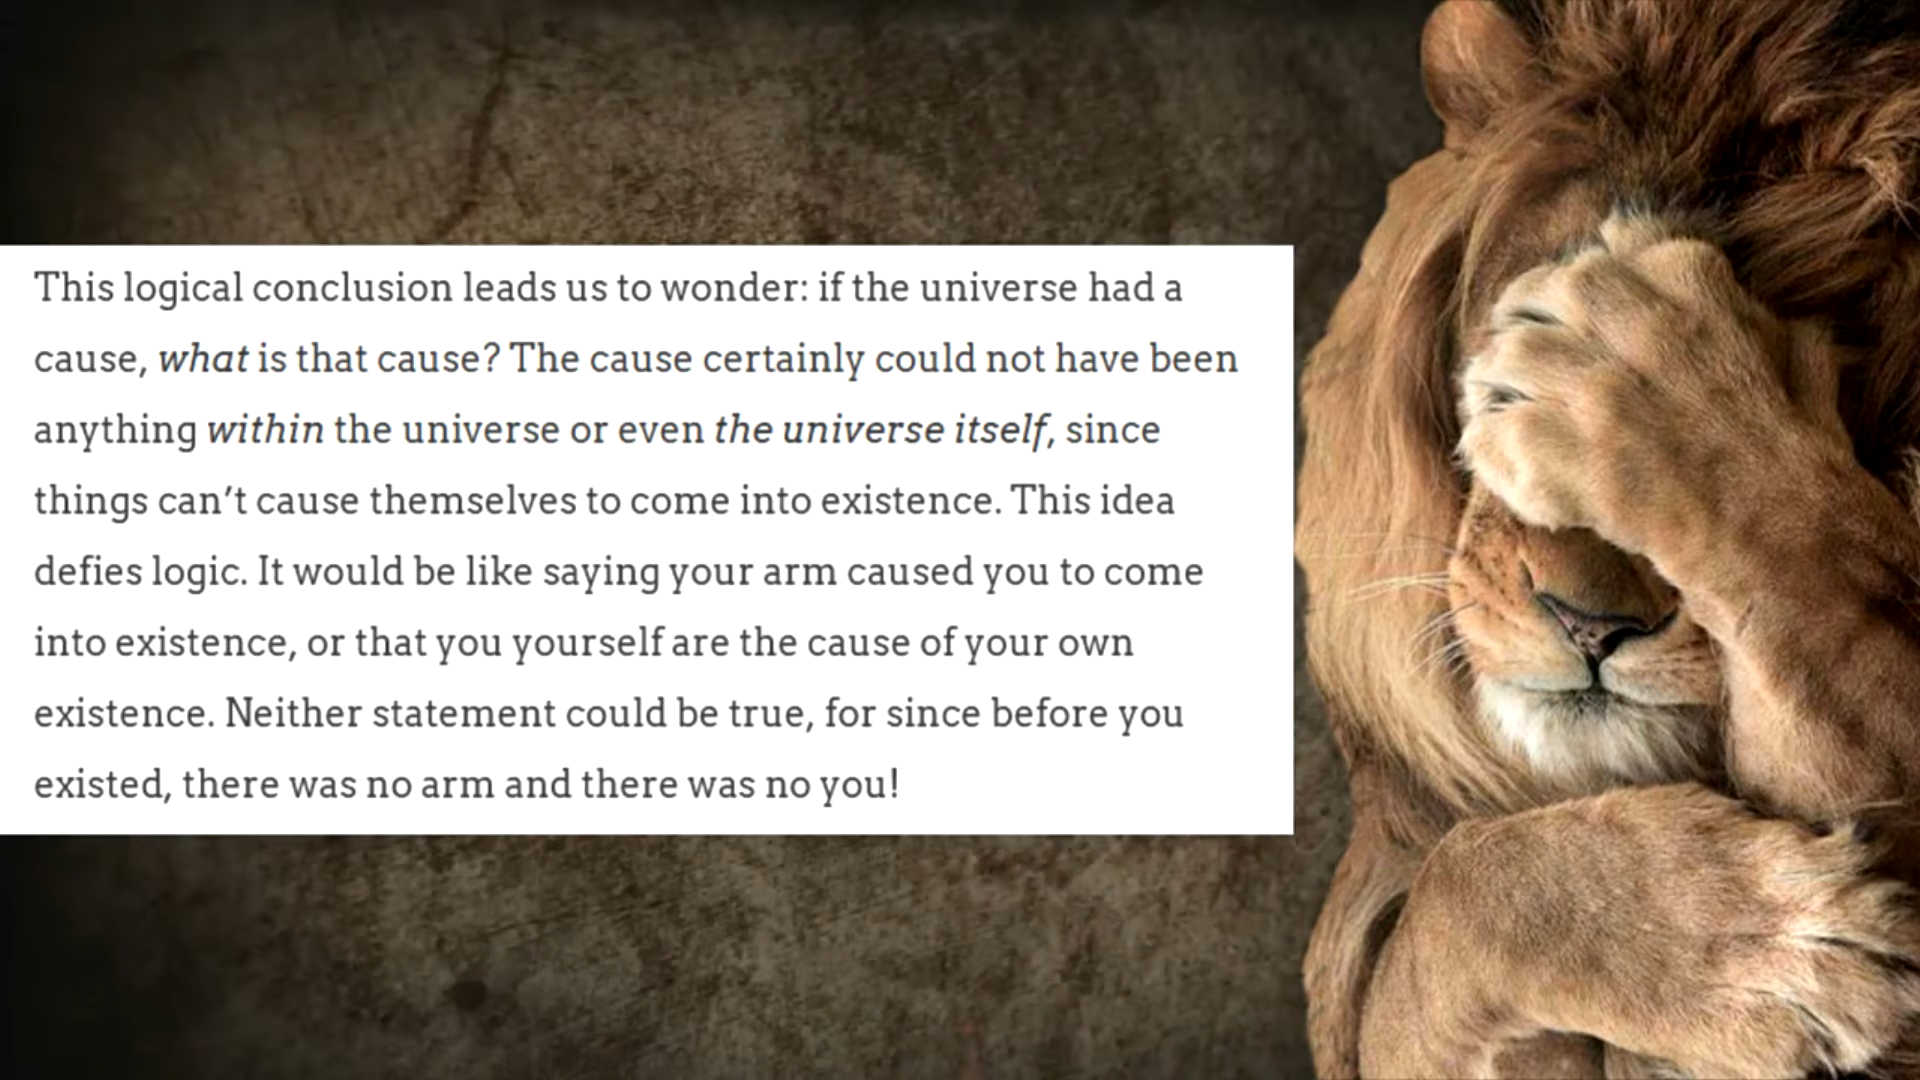 This logical conclusion leads us to wonder: if the universe had a
cause, what is that cause? The cause certainly could not have been
anything within the universe or even the universe itself, since
things can’t cause themselves to come into existence. This idea
defies logic. It would be like saying your arm caused you to come
into existence, or that you yourself are the cause of your own
existence. Neither statement could be true, for since before you
existed, there was no arm and there was no you!